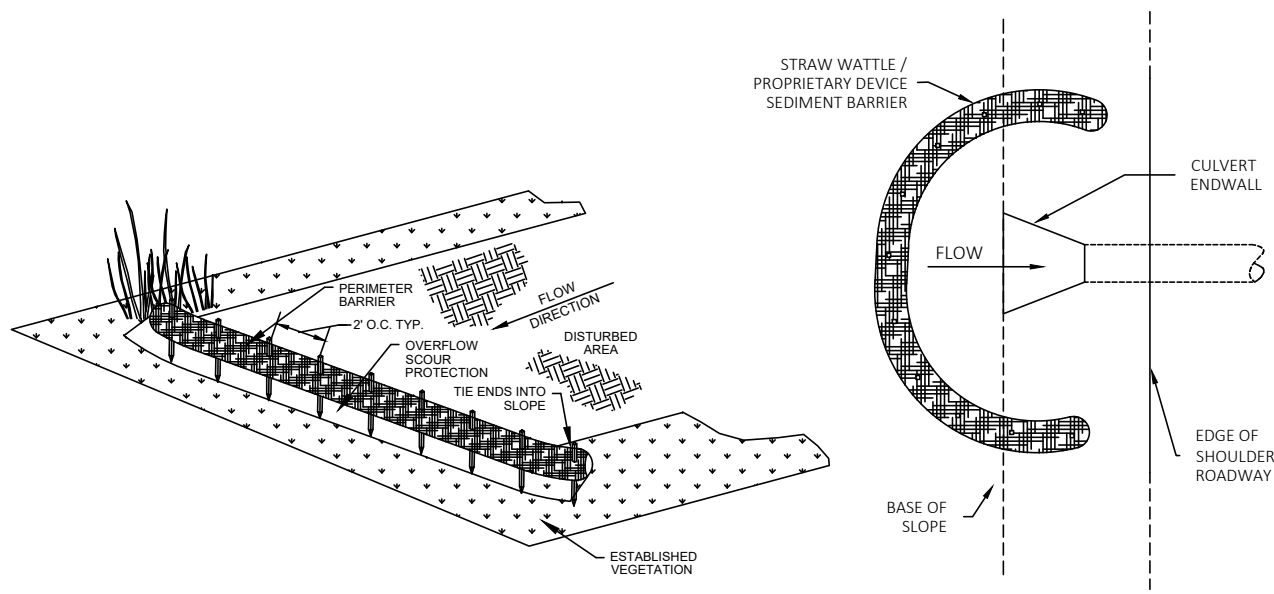 PERIMETER
BARRIER
2' O.C. TYP.
OVERFLOW
SCOUR
PROTECTION
FLOW
DIRECTION
DISTURBED
AREA
TIE ENDS INTO
SLOPE
ESTABLISHED
VEGETATION
STRAW WATTLE /
PROPRIETARY DEVICE
SEDIMENT BARRIER
CULVERT
ENDWALL
FLOW
EDGE OF
SHOULDER
ROADWAY
BASE OF
SLOPE